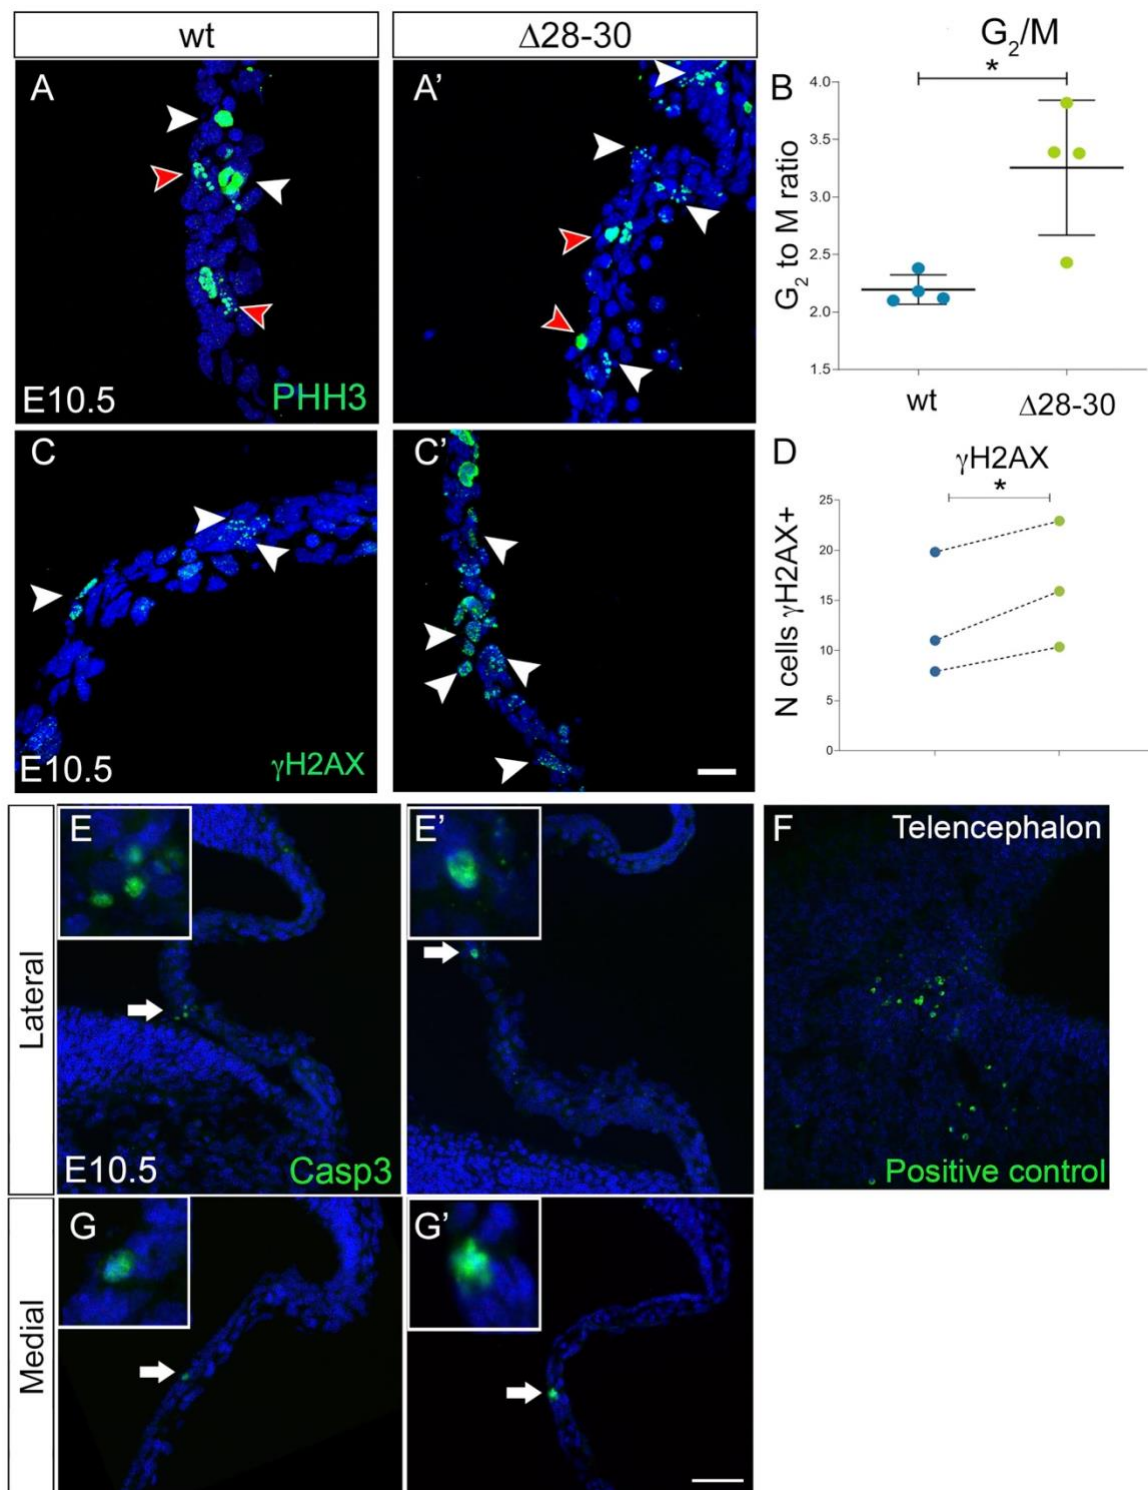 wt
Δ28-30
A
E10.5
PHH3
A’
B
G₂/M
*
G₂ to M ratio
4.0
3.5
3.0
2.5
2.0
1.5
wt
Δ28-30
C
E10.5
γH2AX
C’
D
γH2AX
*
N cells γH2AX+
25
20
15
10
5
0
Lateral
E
E10.5
Casp3
E’
F
Telencephalon
Positive control
Medial
G
G’